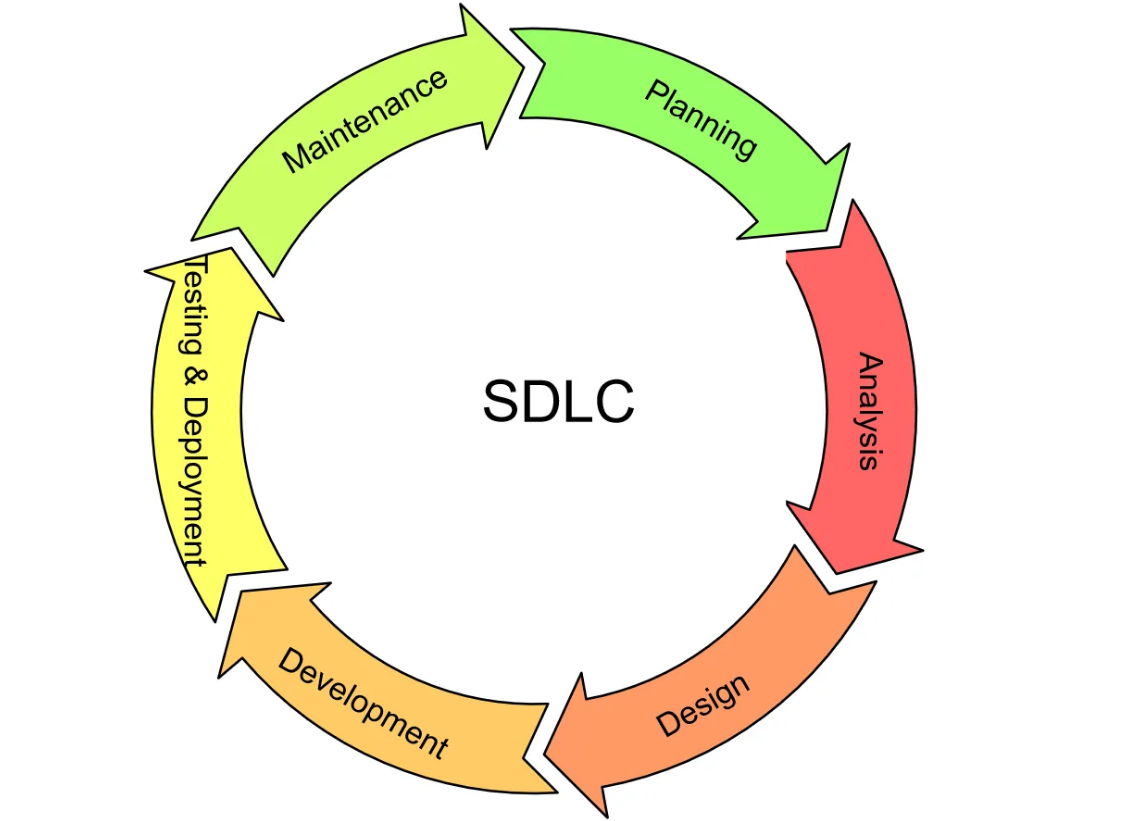 Planning
Analysis
Design
Development
Testing & Deployment
Maintenance
SDLC